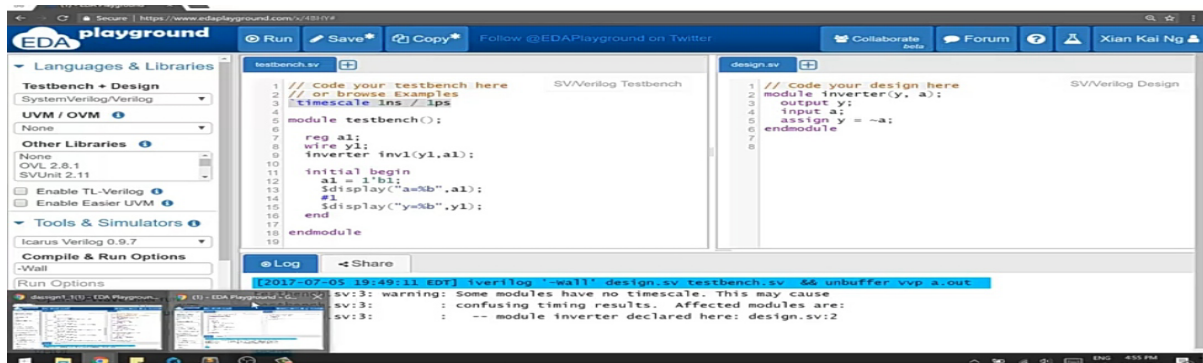 Secure | https://www.edaplayground.com/x/4BHY#
EDA playground
Run Save* Copy* Follow @EDAPlayground on Twitter Collaborate beta Forum Xian Kai Ng
Languages & Libraries
Testbench + Design
SystemVerilog/Verilog
UVM / OVM
None
Other Libraries
None
OVL 2.8.1
SVUnit 2.11
Enable TL-Verilog
Enable Easier UVM
Tools & Simulators
Icarus Verilog 0.9.7
Compile & Run Options
-Wall
Run Options
testbench.sv
SV/Verilog Testbench
1 // Code your testbench here
2 // or browse Examples
3 `timescale 1ns / 1ps
4
5 module testbench();
6
7 reg a1;
8 wire y1;
9 inverter inv1(y1,a1);
10
11 initial begin
12 a1 = 1'b1;
13 $display("a=%b",a1);
14 #1
15 $display("y=%b",y1);
16 end
17
18 endmodule
19
design.sv
SV/Verilog Design
1 // Code your design here
2 module inverter(y, a);
3 output y;
4 input a;
5 assign y = ~a;
6 endmodule
7
8
Log Share
[2017-07-05 19:49:11 EDT] iverilog '-Wall' design.sv testbench.sv && unbuffer vvp a.out
.sv:3: warning: Some modules have no timescale. This may cause
.sv:3: : confusing timing results. Affected modules are:
.sv:3: : -- module inverter declared here: design.sv:2
dassign1_1(1) - EDA Playgroun...
(1) - EDA Playground - G...
ENG 4:55 PM